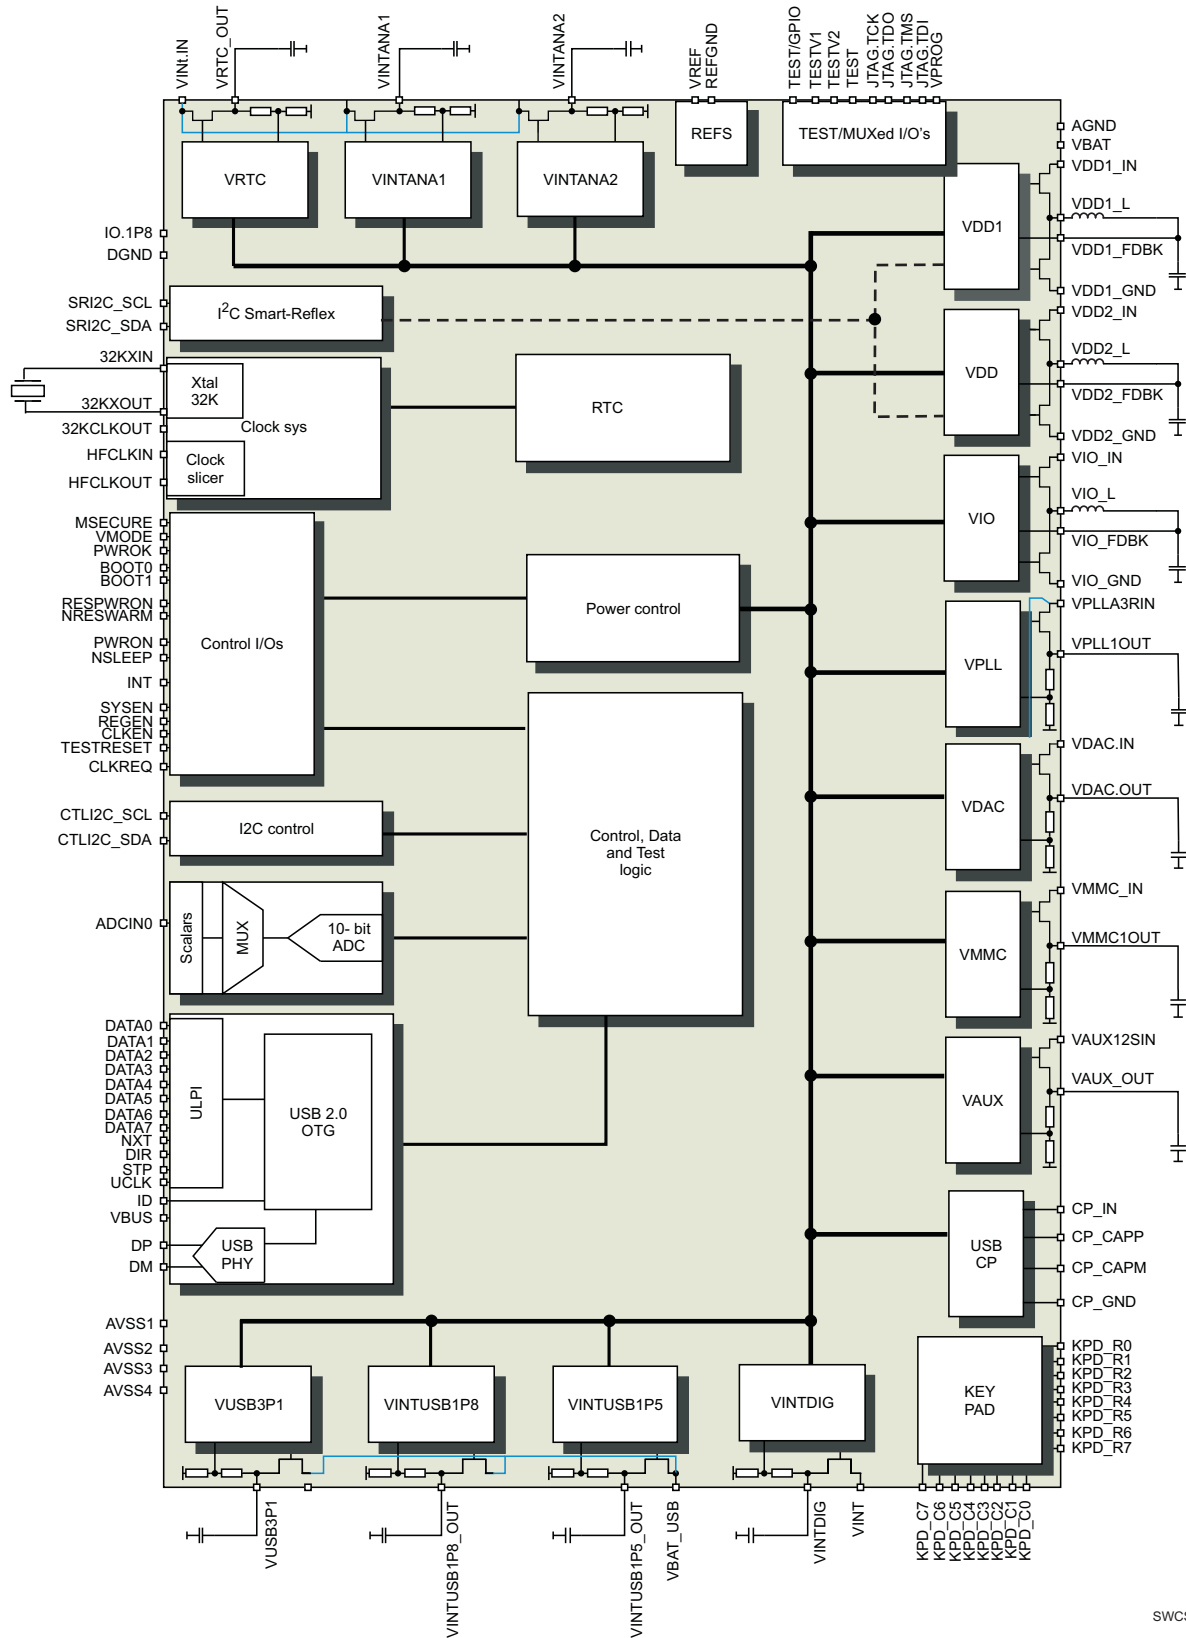 VINt.IN
VRTC_OUT
VINTANA1
VINTANA2
VREF
REFGND
TEST/GPIO
TESTV1
TESTV2
TEST
JTAG.TCK
JTAG.TDO
JTAG.TMS
JTAG.TDI
VPROG
VRTC
VINTANA1
VINTANA2
REFS
TEST/MUXed I/O's
IO.1P8
DGND
SRI2C_SCL
SRI2C_SDA
32KXIN
32KXOUT
32KCLKOUT
HFCLKIN
HFCLKOUT
MSECURE
VMODE
PWROK
BOOT0
BOOT1
RESPWRON
NRESWARM
PWRON
NSLEEP
INT
SYSEN
REGEN
CLKEN
TESTRESET
CLKREQ
CTLI2C_SCL
CTLI2C_SDA
ADCIN0
DATA0
DATA1
DATA2
DATA3
DATA4
DATA5
DATA6
DATA7
NXT
DIR
STP
UCLK
ID
VBUS
DP
DM
AVSS1
AVSS2
AVSS3
AVSS4
I2C Smart-Reflex
Xtal
32K
Clock sys
Clock
slicer
RTC
Control I/Os
Power control
I2C control
Control, Data
and Test
logic
Scalars
MUX
10- bit
ADC
ULPI
USB 2.0
OTG
USB
PHY
VDD1
VDD
VIO
VPLL
VDAC
VMMC
VAUX
USB
CP
KEY
PAD
VUSB3P1
VINTUSB1P8
VINTUSB1P5
VINTDIG
AGND
VBAT
VDD1_IN
VDD1_L
VDD1_FDBK
VDD1_GND
VDD2_IN
VDD2_L
VDD2_FDBK
VDD2_GND
VIO_IN
VIO_L
VIO_FDBK
VIO_GND
VPLLA3RIN
VPLL1OUT
VDAC.IN
VDAC.OUT
VMMC_IN
VMMC1OUT
VAUX12SIN
VAUX_OUT
CP_IN
CP_CAPP
CP_CAPM
CP_GND
KPD_R0
KPD_R1
KPD_R2
KPD_R3
KPD_R4
KPD_R5
KPD_R6
KPD_R7
VUSB3P1
VINTUSB1P8_OUT
VINTUSB1P5_OUT
VBAT_USB
VINTDIG
VINT
KPD_C7
KPD_C6
KPD_C5
KPD_C4
KPD_C3
KPD_C2
KPD_C1
KPD_C0